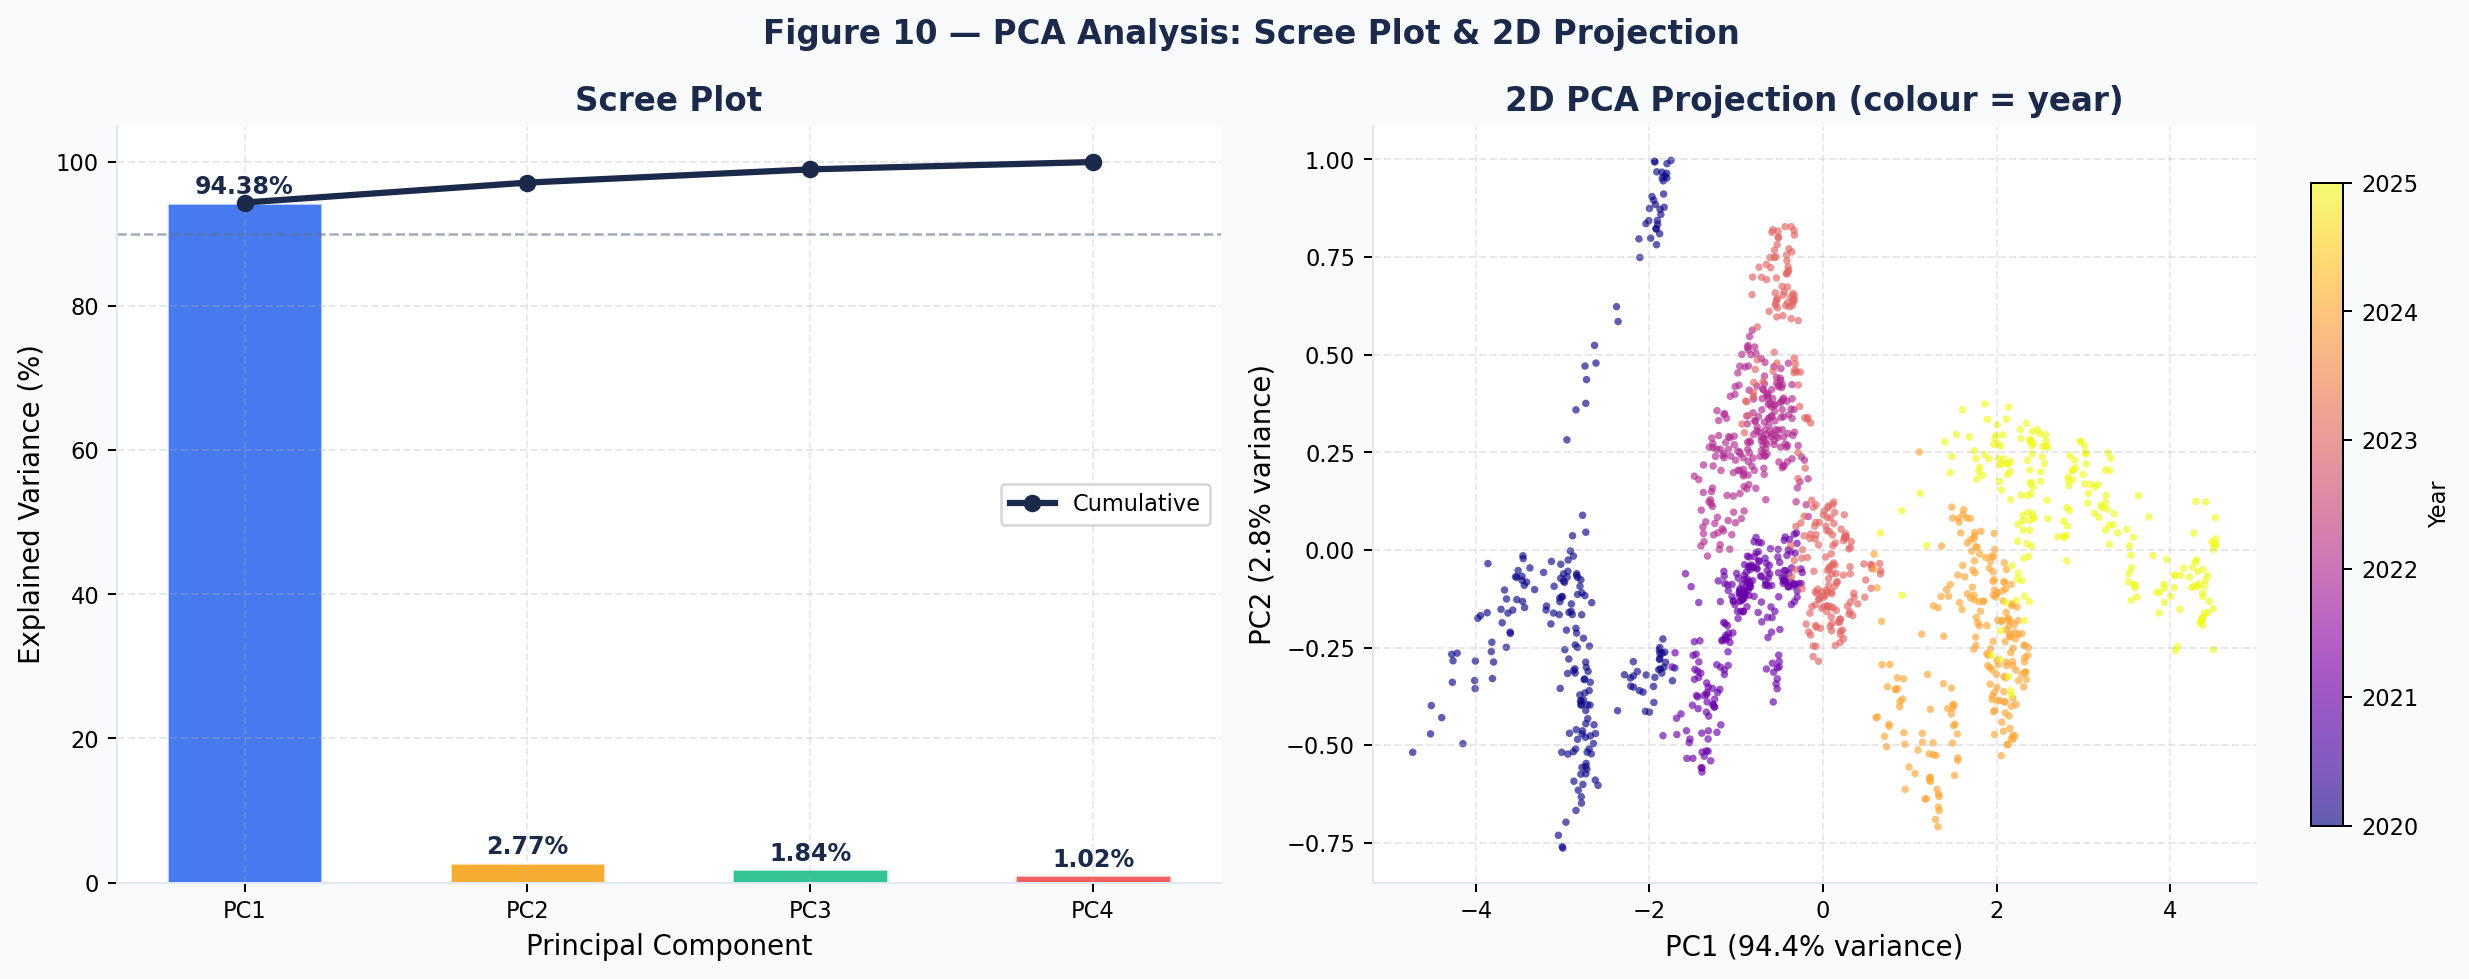 Figure 10 — PCA Analysis: Scree Plot & 2D Projection
Scree Plot
Explained Variance (%)
100
80
60
40
20
0
94.38%
2.77%
1.84%
1.02%
Cumulative
PC1 PC2 PC3 PC4
Principal Component
2D PCA Projection (colour = year)
PC2 (2.8% variance)
1.00
0.75
0.50
0.25
0.00
−0.25
−0.50
−0.75
−4 −2 0 2 4
PC1 (94.4% variance)
2025
2024
2023
2022
2021
2020
Year